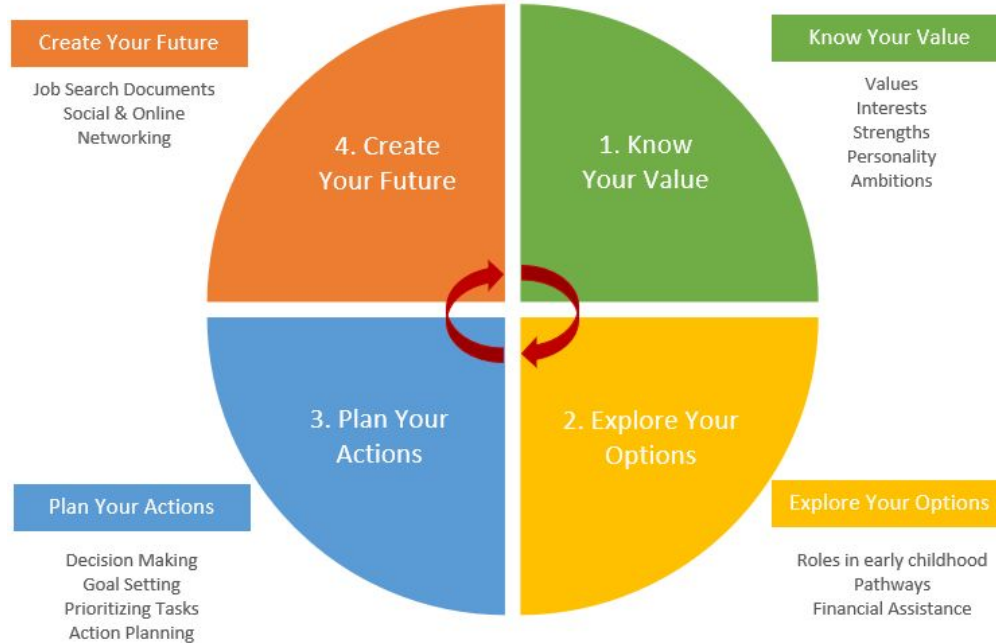 Create Your Future
Job Search Documents
Social & Online
Networking
Know Your Value
Values
Interests
Strengths
Personality
Ambitions
4. Create
Your Future
1. Know
Your Value
3. Plan Your
Actions
2. Explore Your
Options
Plan Your Actions
Decision Making
Goal Setting
Prioritizing Tasks
Action Planning
Explore Your Options
Roles in early childhood
Pathways
Financial Assistance